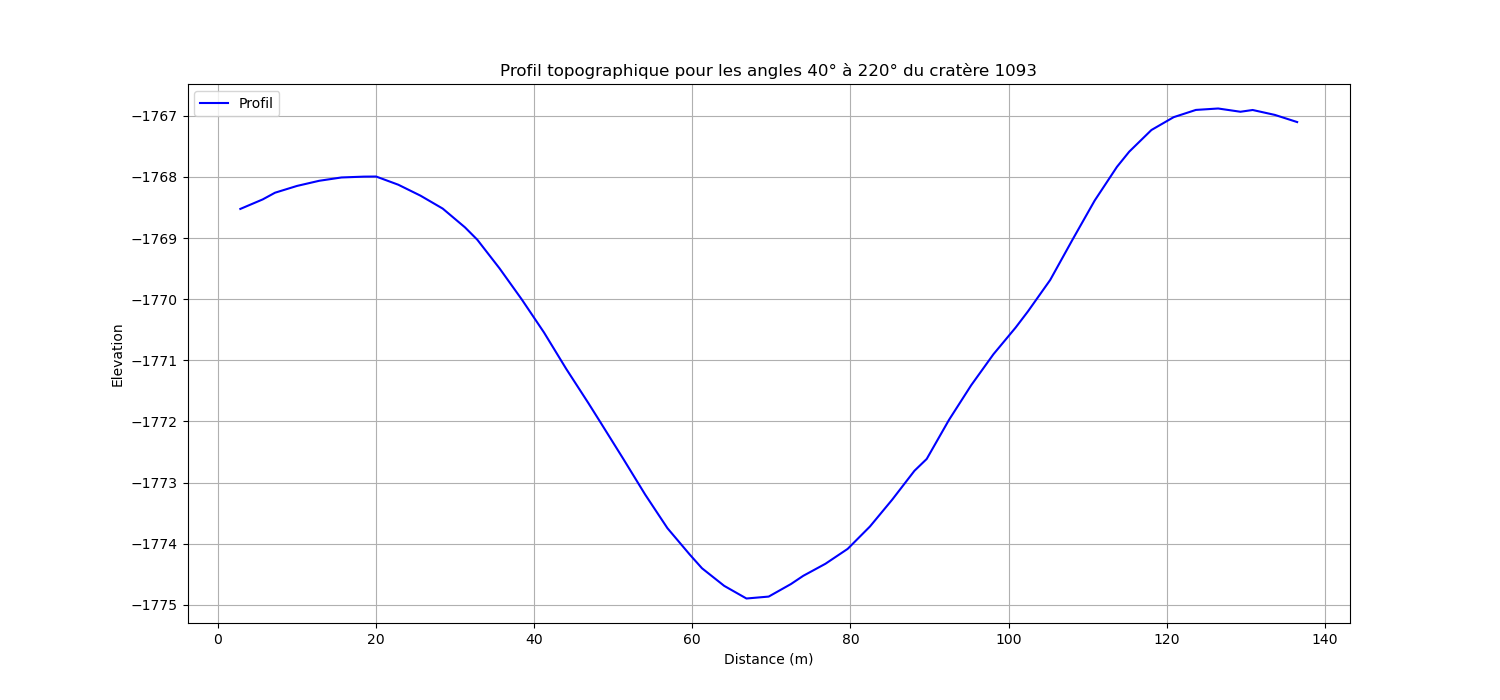 Profil topographique pour les angles 40° à 220° du cratère 1093
Profil
−1767
−1768
−1769
−1770
−1771
−1772
−1773
−1774
−1775
Elevation
0 20 40 60 80 100 120 140
Distance (m)